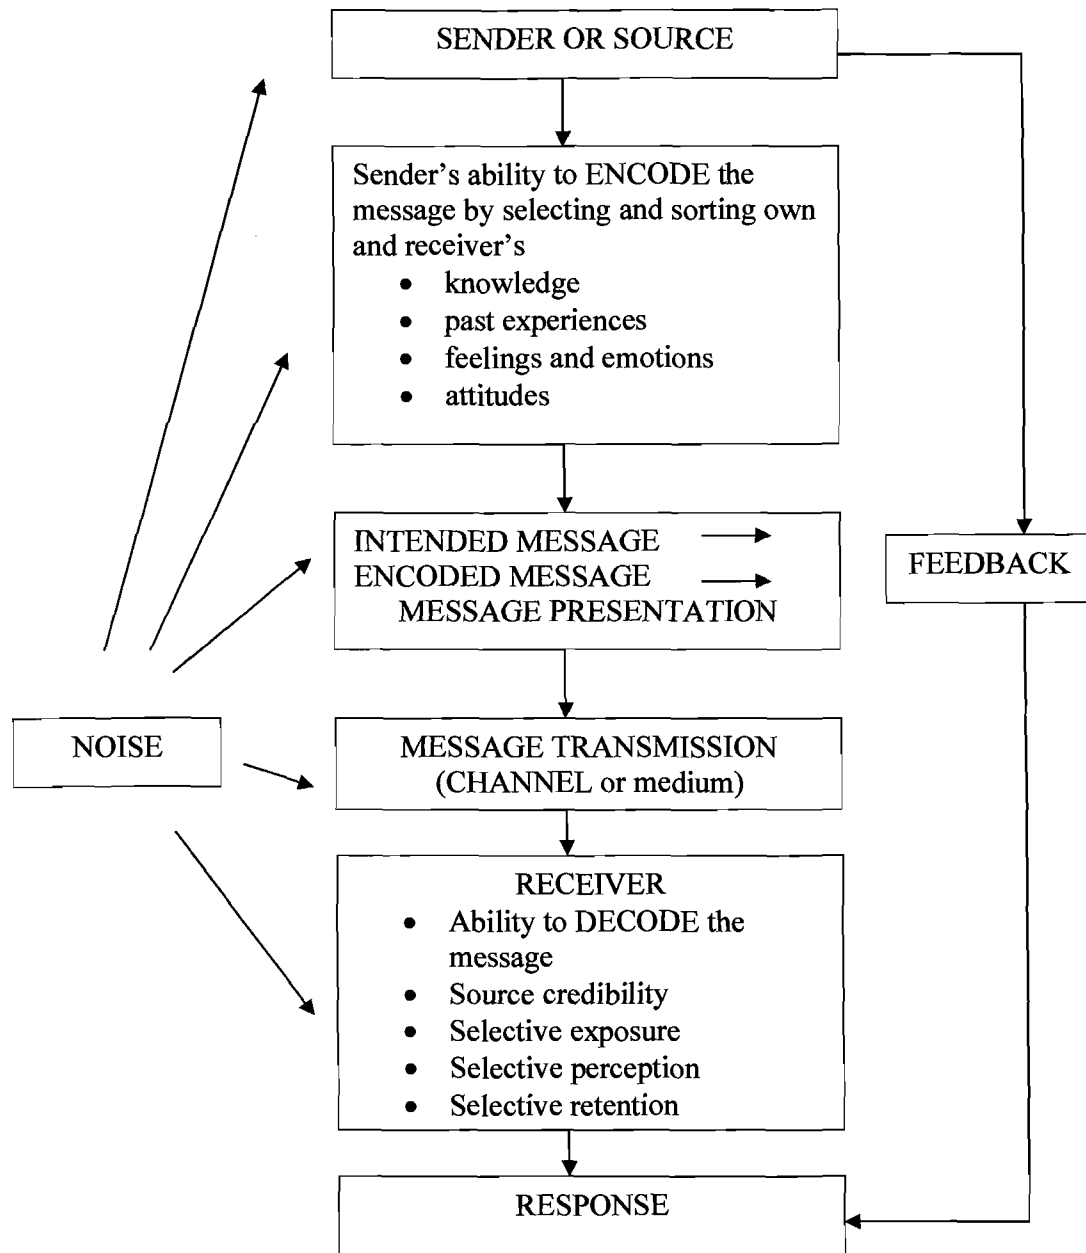 SENDER OR SOURCE
Sender's ability to ENCODE the
message by selecting and sorting own
and receiver's
• knowledge
• past experiences
• feelings and emotions
• attitudes
INTENDED MESSAGE
ENCODED MESSAGE
MESSAGE PRESENTATION
FEEDBACK
NOISE
MESSAGE TRANSMISSION
(CHANNEL or medium)
RECEIVER
• Ability to DECODE the
message
• Source credibility
• Selective exposure
• Selective perception
• Selective retention
RESPONSE